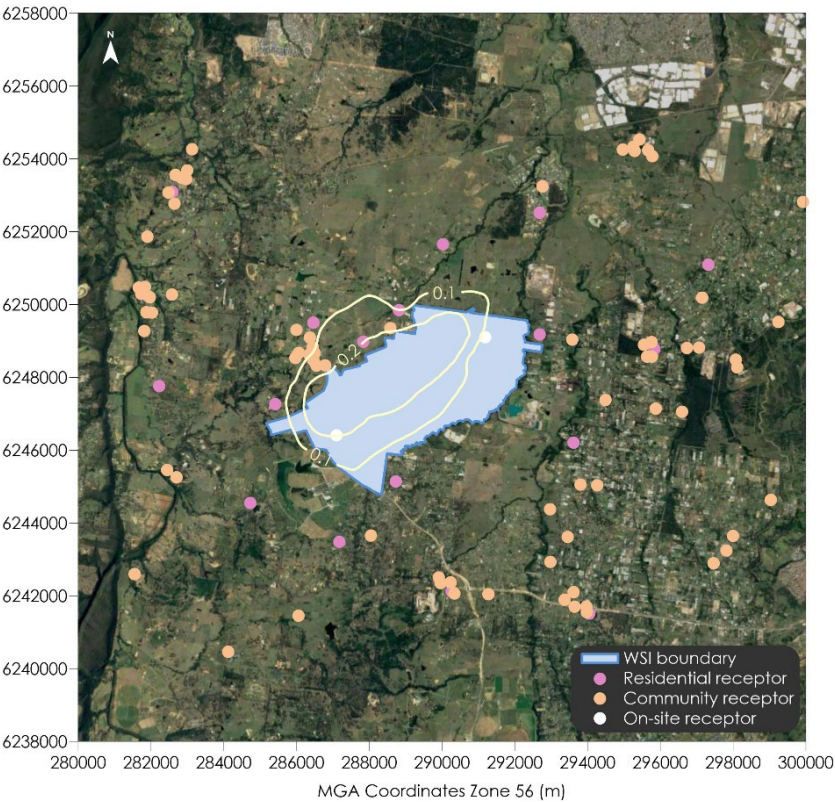 6258000
N
6256000
6254000
6252000
6250000
0.1
0.2
6248000
6246000
0.1
6244000
6242000
6240000
WSI boundary
Residential receptor
Community receptor
On-site receptor
6238000
280000 282000 284000 286000 288000 290000 292000 294000 296000 298000 300000
MGA Coordinates Zone 56 (m)